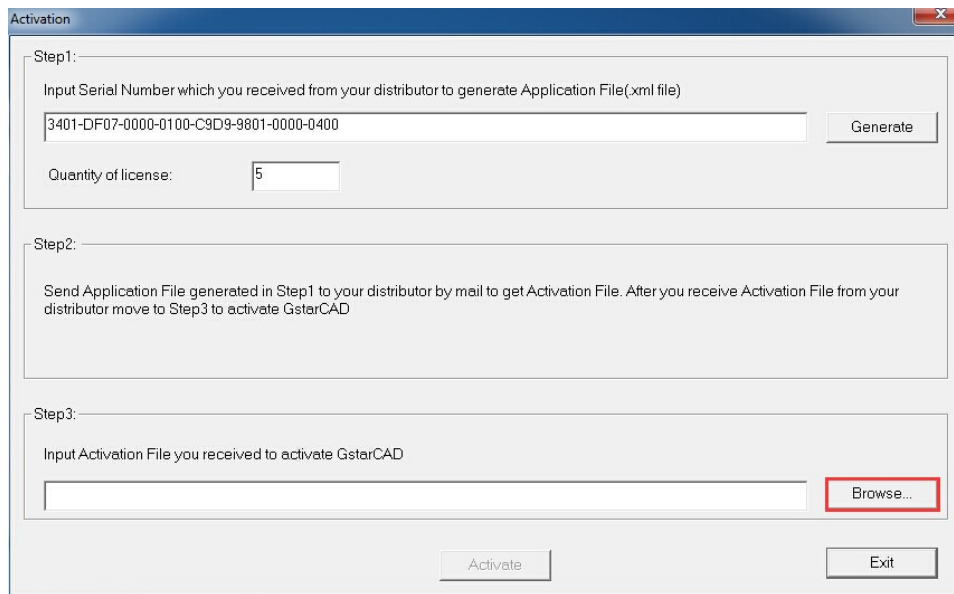 Activation
X
Step1:
Input Serial Number which you received from your distributor to generate Application File(.xml file)
3401-DF07-0000-0100-C9D9-9801-0000-0400
Generate
Quantity of license:
5
Step2:
Send Application File generated in Step1 to your distributor by mail to get Activation File. After you receive Activation File from your
distributor move to Step3 to activate GstarCAD
Step3:
Input Activation File you received to activate GstarCAD
Browse...
Activate
Exit